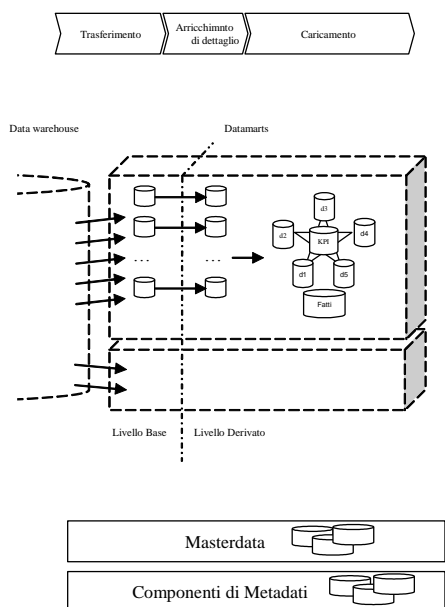 Trasferimento
Arricchimnto
di dettaglio
Caricamento
Data warehouse
Datamarts
d3
d2
KPI
d4
...
...
d1
d5
Fatti
Livello Base
Livello Derivato
Masterdata
Componenti di Metadati